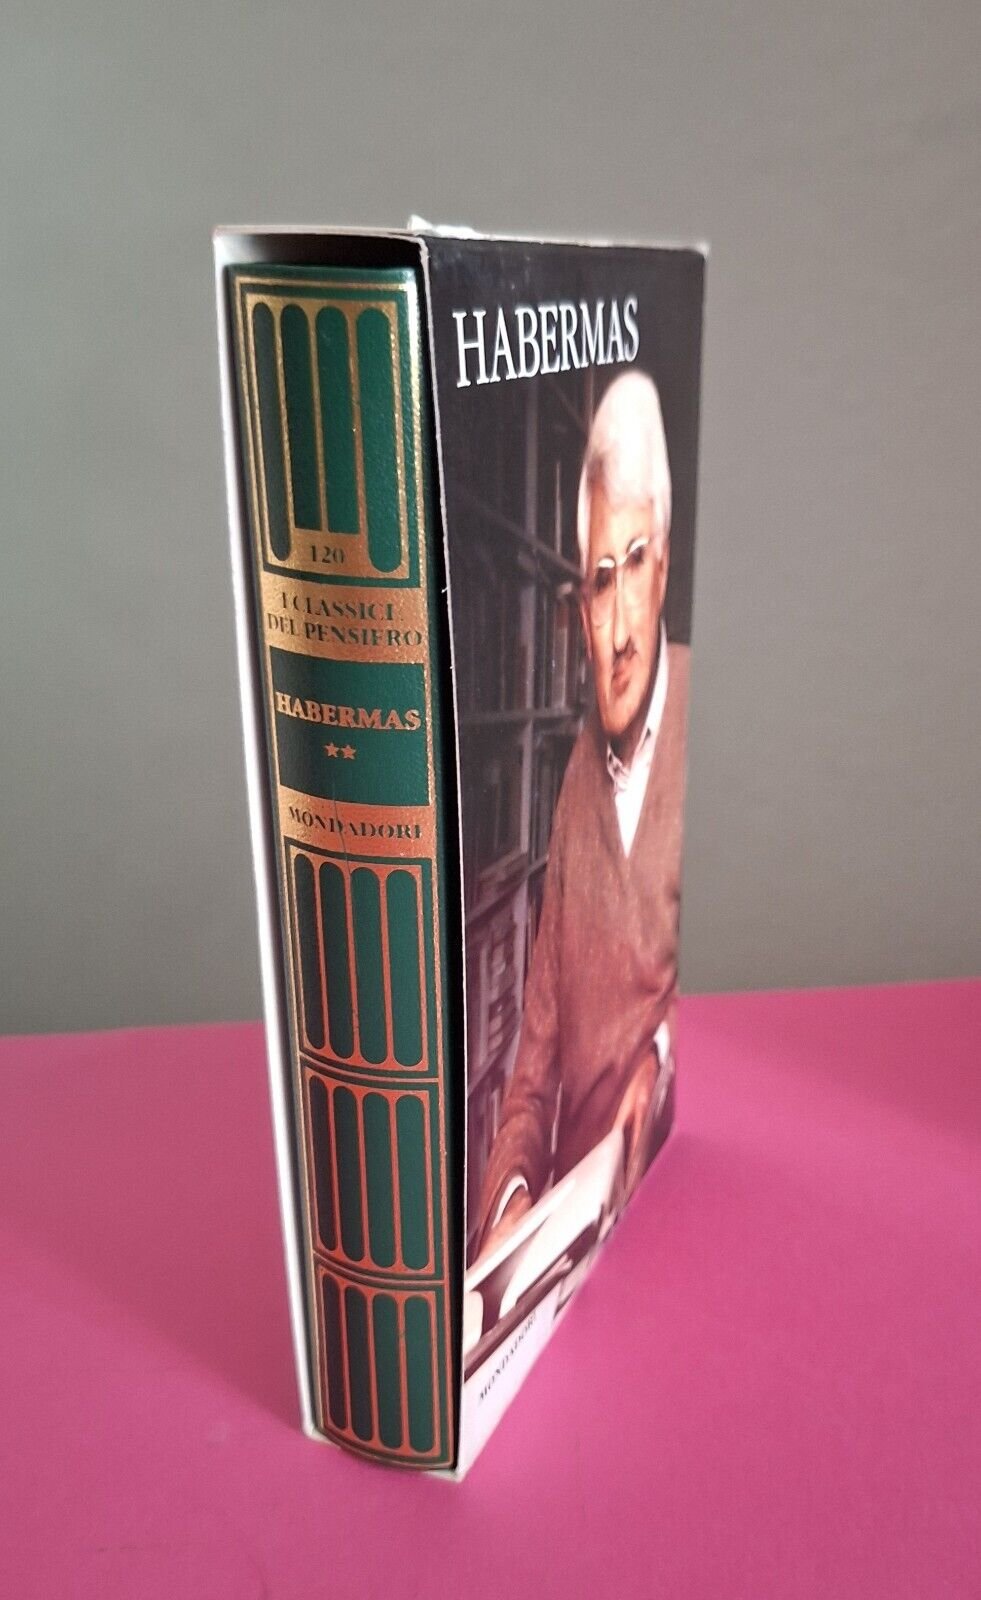 120
I CLASSICI
DEL PENSIERO
HABERMAS
MONDADORI
HABERMAS
MONDADORI